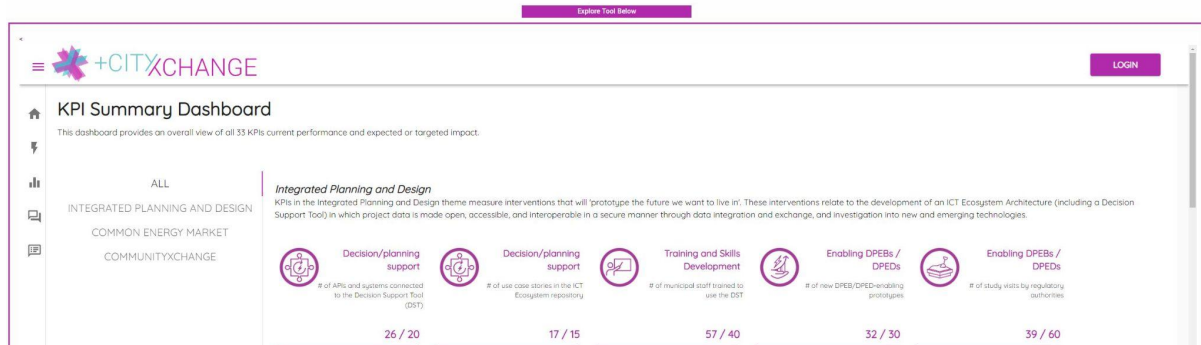 Explore Tool Below
<
+CITYXCHANGE
LOGIN
KPI Summary Dashboard
This dashboard provides an overall view of all 33 KPIs current performance and expected or targeted impact.
ALL
INTEGRATED PLANNING AND DESIGN
COMMON ENERGY MARKET
COMMUNITYXCHANGE
Integrated Planning and Design
KPIs in the Integrated Planning and Design theme measure interventions that will 'prototype the future we want to live in'. These interventions relate to the development of an ICT Ecosystem Architecture (including a Decision
Support Tool) in which project data is made open, accessible, and interoperable in a secure manner through data integration and exchange, and investigation into new and emerging technologies.
Decision/planning
support
# of APIs and systems connected
to the Decision Support Tool
(DST)
26 / 20
Decision/planning
support
# of use case stories in the ICT
Ecosystem repository
17 / 15
Training and Skills
Development
# of municipal staff trained to
use the DST
57 / 40
Enabling DPEBs /
DPEDs
# of new DPEB/DPED-enabling
prototypes
32 / 30
Enabling DPEBs /
DPEDs
# of study visits by regulatory
authorities
39 / 60